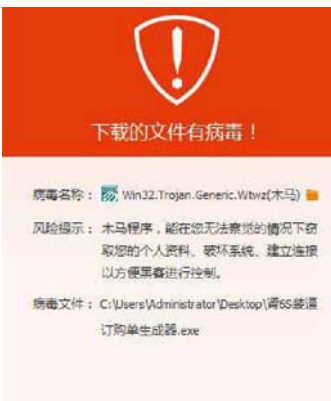 下载的文件有病毒！
病毒名称： Win32.Trojan.Generic.Wtwz(木马)
风险提示： 木马程序，能在您无法察觉的情况下窃
取您的个人资料、破坏系统、建立连接
以方便黑客进行控制。
病毒文件： C:\Users\Administrator\Desktop\肾6S装逼
订购单生成器.exe